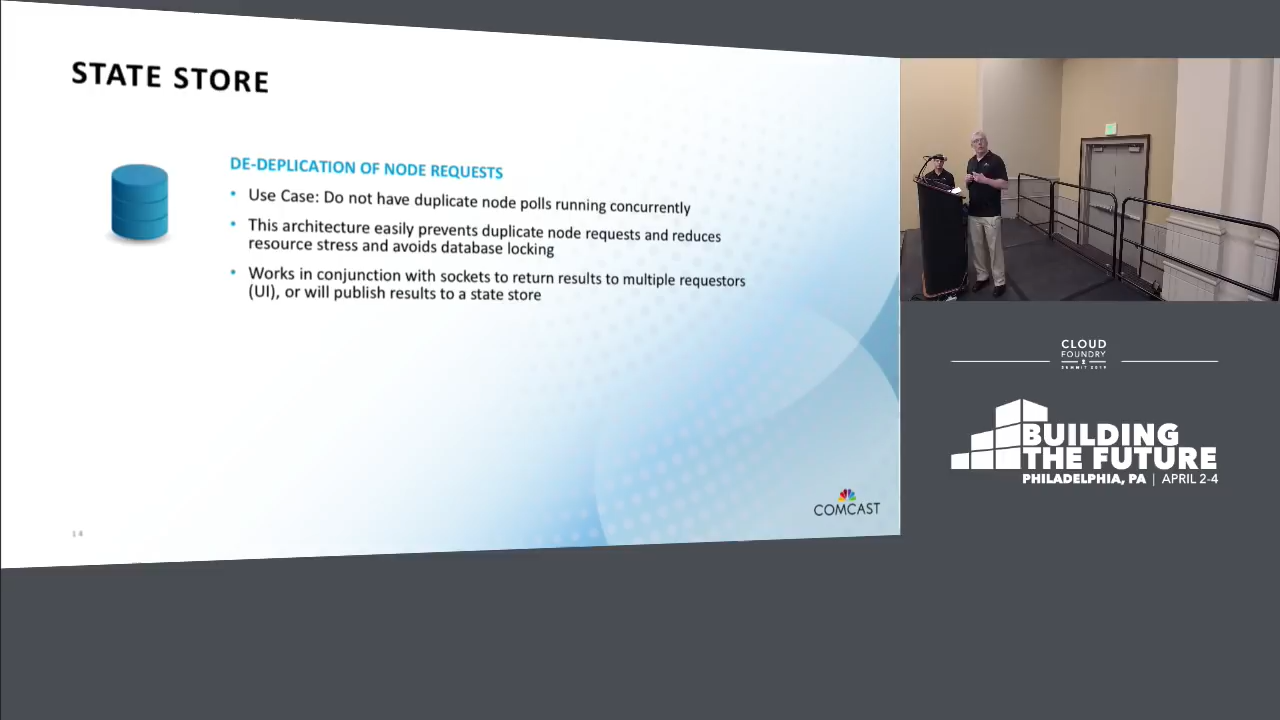 STATE STORE
DE-DEPLICATION OF NODE REQUESTS
• Use Case: Do not have duplicate node polls running concurrently
• This architecture easily prevents duplicate node requests and reduces
resource stress and avoids database locking
• Works in conjunction with sockets to return results to multiple requestors
(UI), or will publish results to a state store
COMCAST
CLOUD
FOUNDRY
SUMMIT 2019
BUILDING
THE FUTURE
PHILADELPHIA, PA | APRIL 2-4